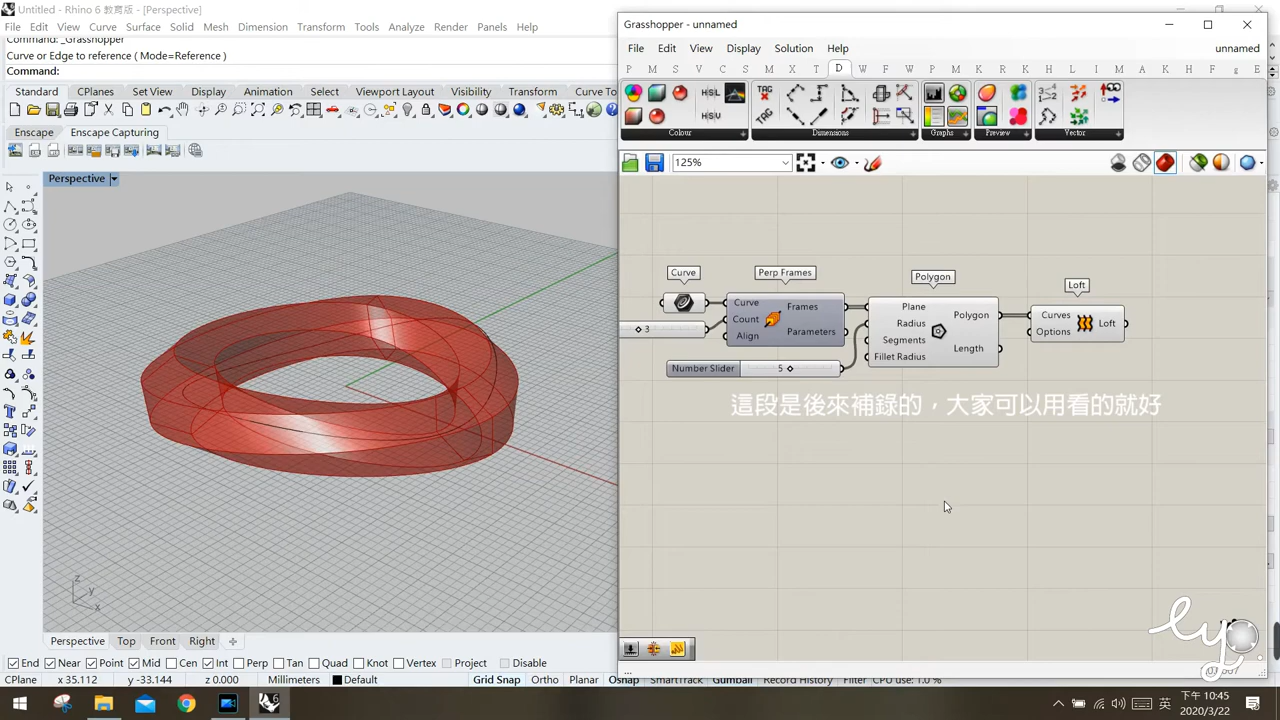 Untitled - Rhino 6 教育版 - [Perspective]
File Edit View Curve Surface Solid Mesh Dimension Transform Tools Analyze Render Panels Help
Command: _Grasshopper
Curve or Edge to reference ( Mode=Reference )
Command:
Standard CPlanes Set View Display Select Viewport Layout Visibility Transform Curve To
Enscape Enscape Capturing
Perspective
Grasshopper - unnamed
File Edit View Display Solution Help unnamed
P M S V C S M X T D W F W P M K R L H F g E
HSL HSV TAG TAG
Colour Dimensions Graphs Preview Vector
125%
Curve Perp Frames Polygon Loft
Curve Count Align Frames Parameters
3
Number Slider 5
Plane Radius Segments Fillet Radius Polygon Length
Curves Options Loft
這段是後來補錄的，大家可以用看的就好
z y x
Perspective Top Front Right
End Near Point Mid Cen Int Perp Tan Quad Knot Vertex Project Disable
CPlane x 35.112 y -33.144 z 0.000 Millimeters Default Grid Snap Ortho Planar Osnap SmartTrack Gumball Record History Filter CPU use: 1.0 %
...
ly.
英
下午 10:45
2020/3/22